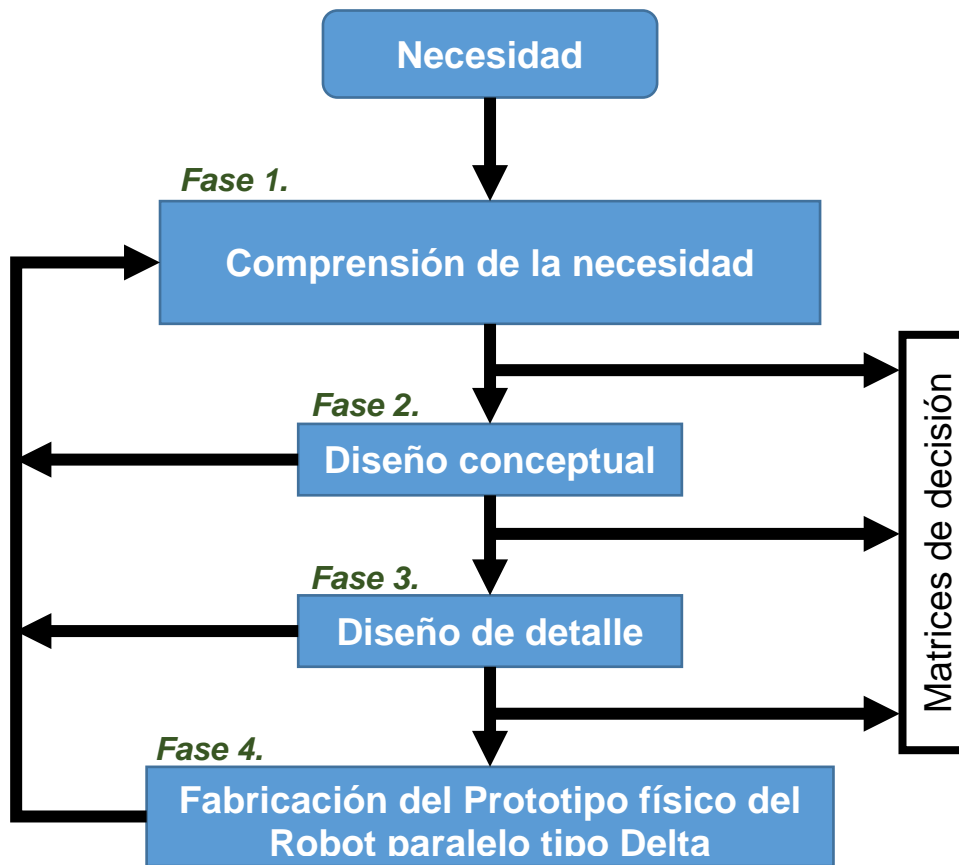 Necesidad
Fase 1.
Comprensión de la necesidad
Fase 2.
Diseño conceptual
Fase 3.
Diseño de detalle
Fase 4.
Fabricación del Prototipo físico del
Robot paralelo tipo Delta
Matrices de decisión